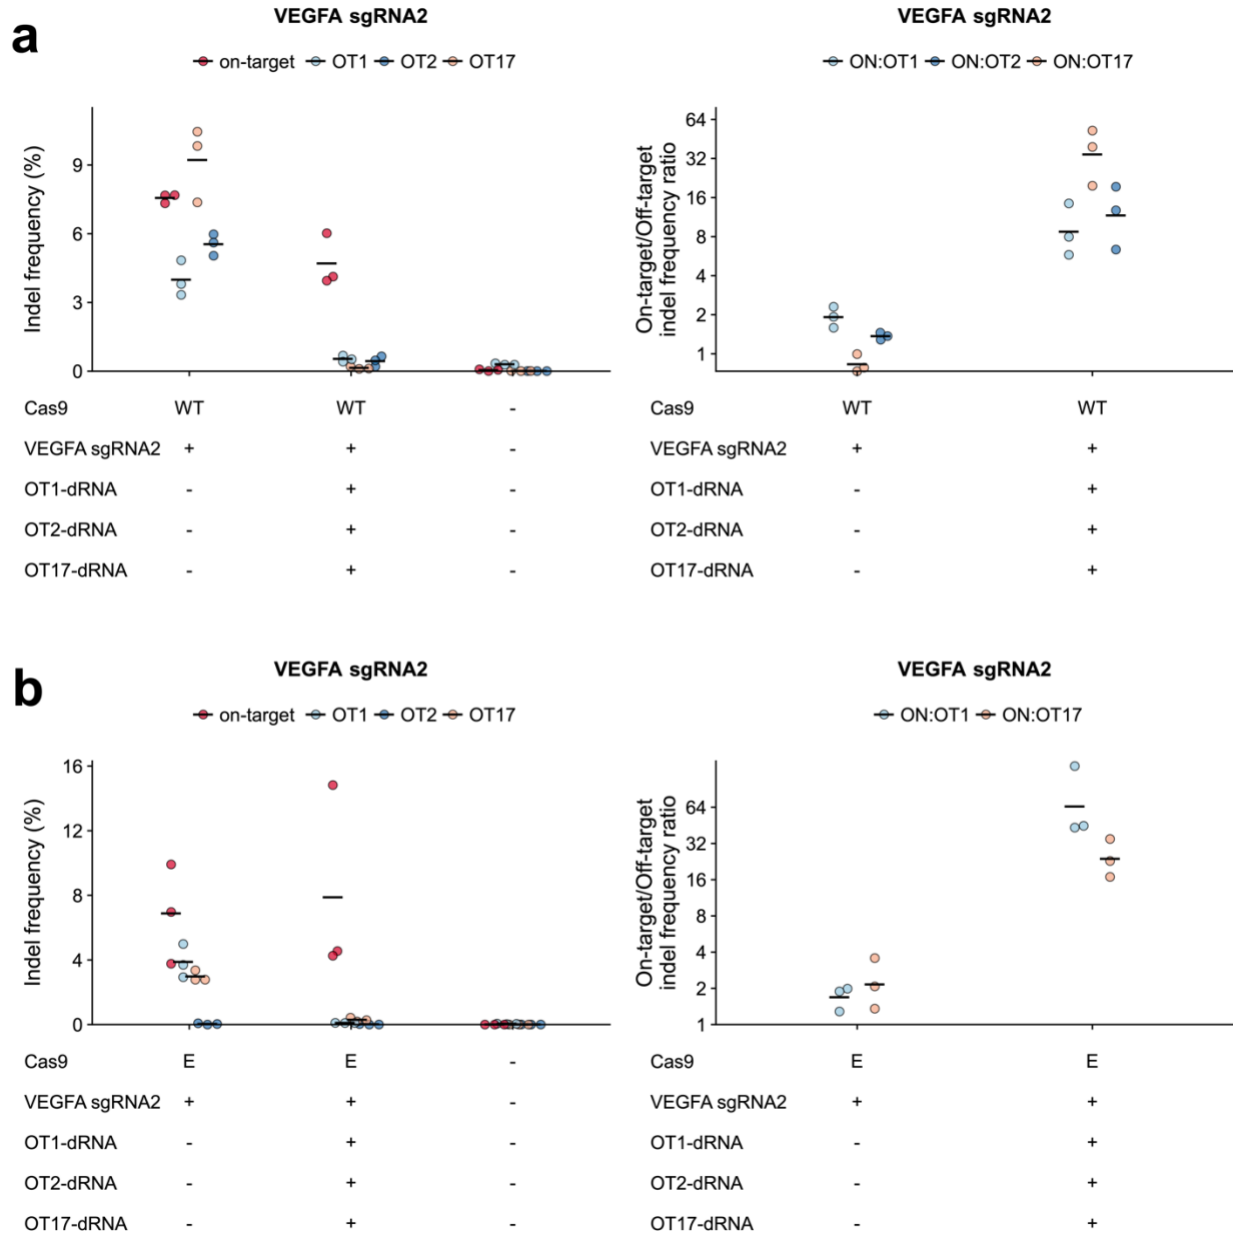 a
VEGFA sgRNA2
on-target OT1 OT2 OT17
Indel frequency (%)
9
6
3
0
Cas9 WT WT -
VEGFA sgRNA2 + + -
OT1-dRNA - + -
OT2-dRNA - + -
OT17-dRNA - + -
VEGFA sgRNA2
ON:OT1 ON:OT2 ON:OT17
On-target/Off-target
indel frequency ratio
64
32
16
8
4
2
1
Cas9 WT WT
VEGFA sgRNA2 + +
OT1-dRNA - +
OT2-dRNA - +
OT17-dRNA - +
b
VEGFA sgRNA2
on-target OT1 OT2 OT17
Indel frequency (%)
16
12
8
4
0
Cas9 E E -
VEGFA sgRNA2 + + -
OT1-dRNA - + -
OT2-dRNA - + -
OT17-dRNA - + -
VEGFA sgRNA2
ON:OT1 ON:OT17
On-target/Off-target
indel frequency ratio
64
32
16
8
4
2
1
Cas9 E E
VEGFA sgRNA2 + +
OT1-dRNA - +
OT2-dRNA - +
OT17-dRNA - +